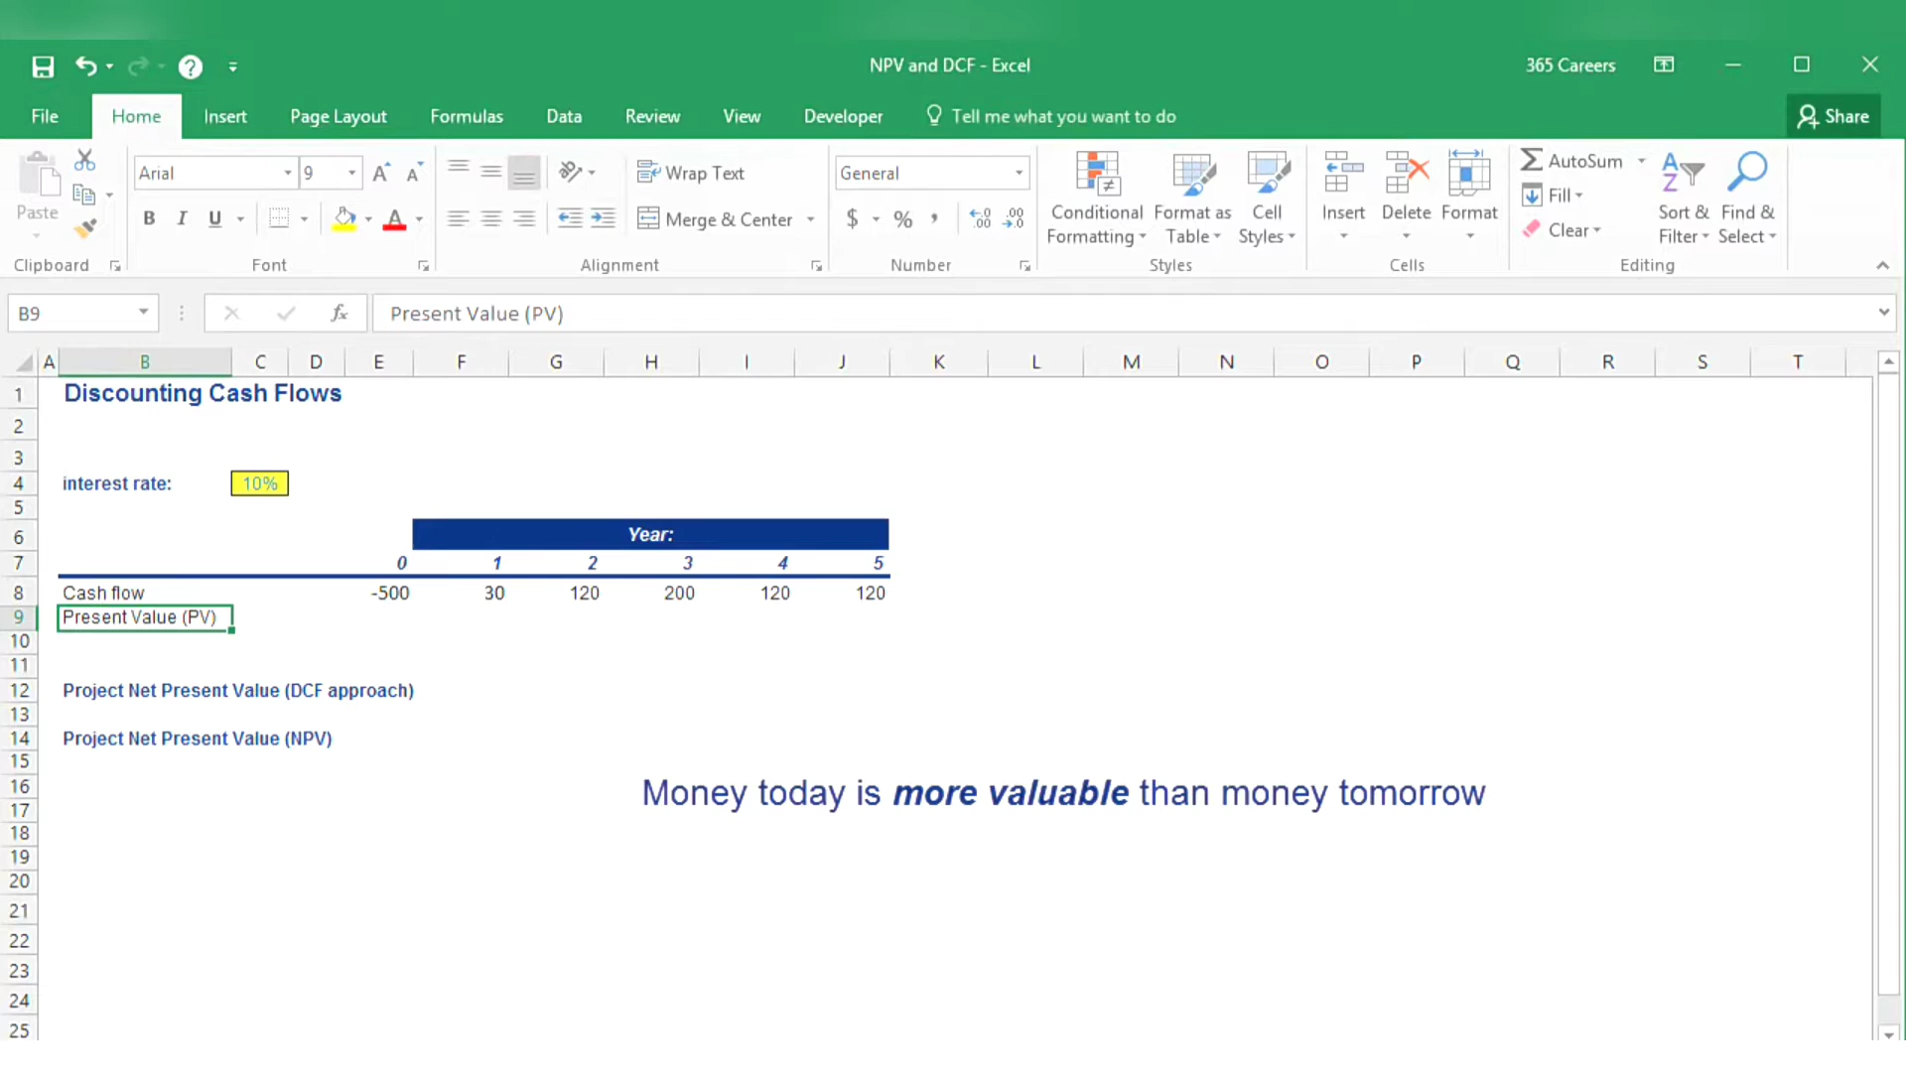 NPV and DCF - Excel
365 Careers
File Home Insert Page Layout Formulas Data Review View Developer Tell me what you want to do Share
Paste
Arial 9
Wrap Text
General
B I U
Merge & Center
$ % , .00 .00
Conditional Formatting
Format as Table
Cell Styles
Insert Delete Format
AutoSum
Fill
Clear
Sort & Filter
Find & Select
Clipboard Font Alignment Number Styles Cells Editing
B9 fx Present Value (PV)
A B C D E F G H I J K L M N O P Q R S T
1 Discounting Cash Flows
2
3
4 interest rate: 10%
5
6 Year:
7 0 1 2 3 4 5
8 Cash flow -500 30 120 200 120 120
9 Present Value (PV)
10
11
12 Project Net Present Value (DCF approach)
13
14 Project Net Present Value (NPV)
15
16 Money today is more valuable than money tomorrow
17
18
19
20
21
22
23
24
25